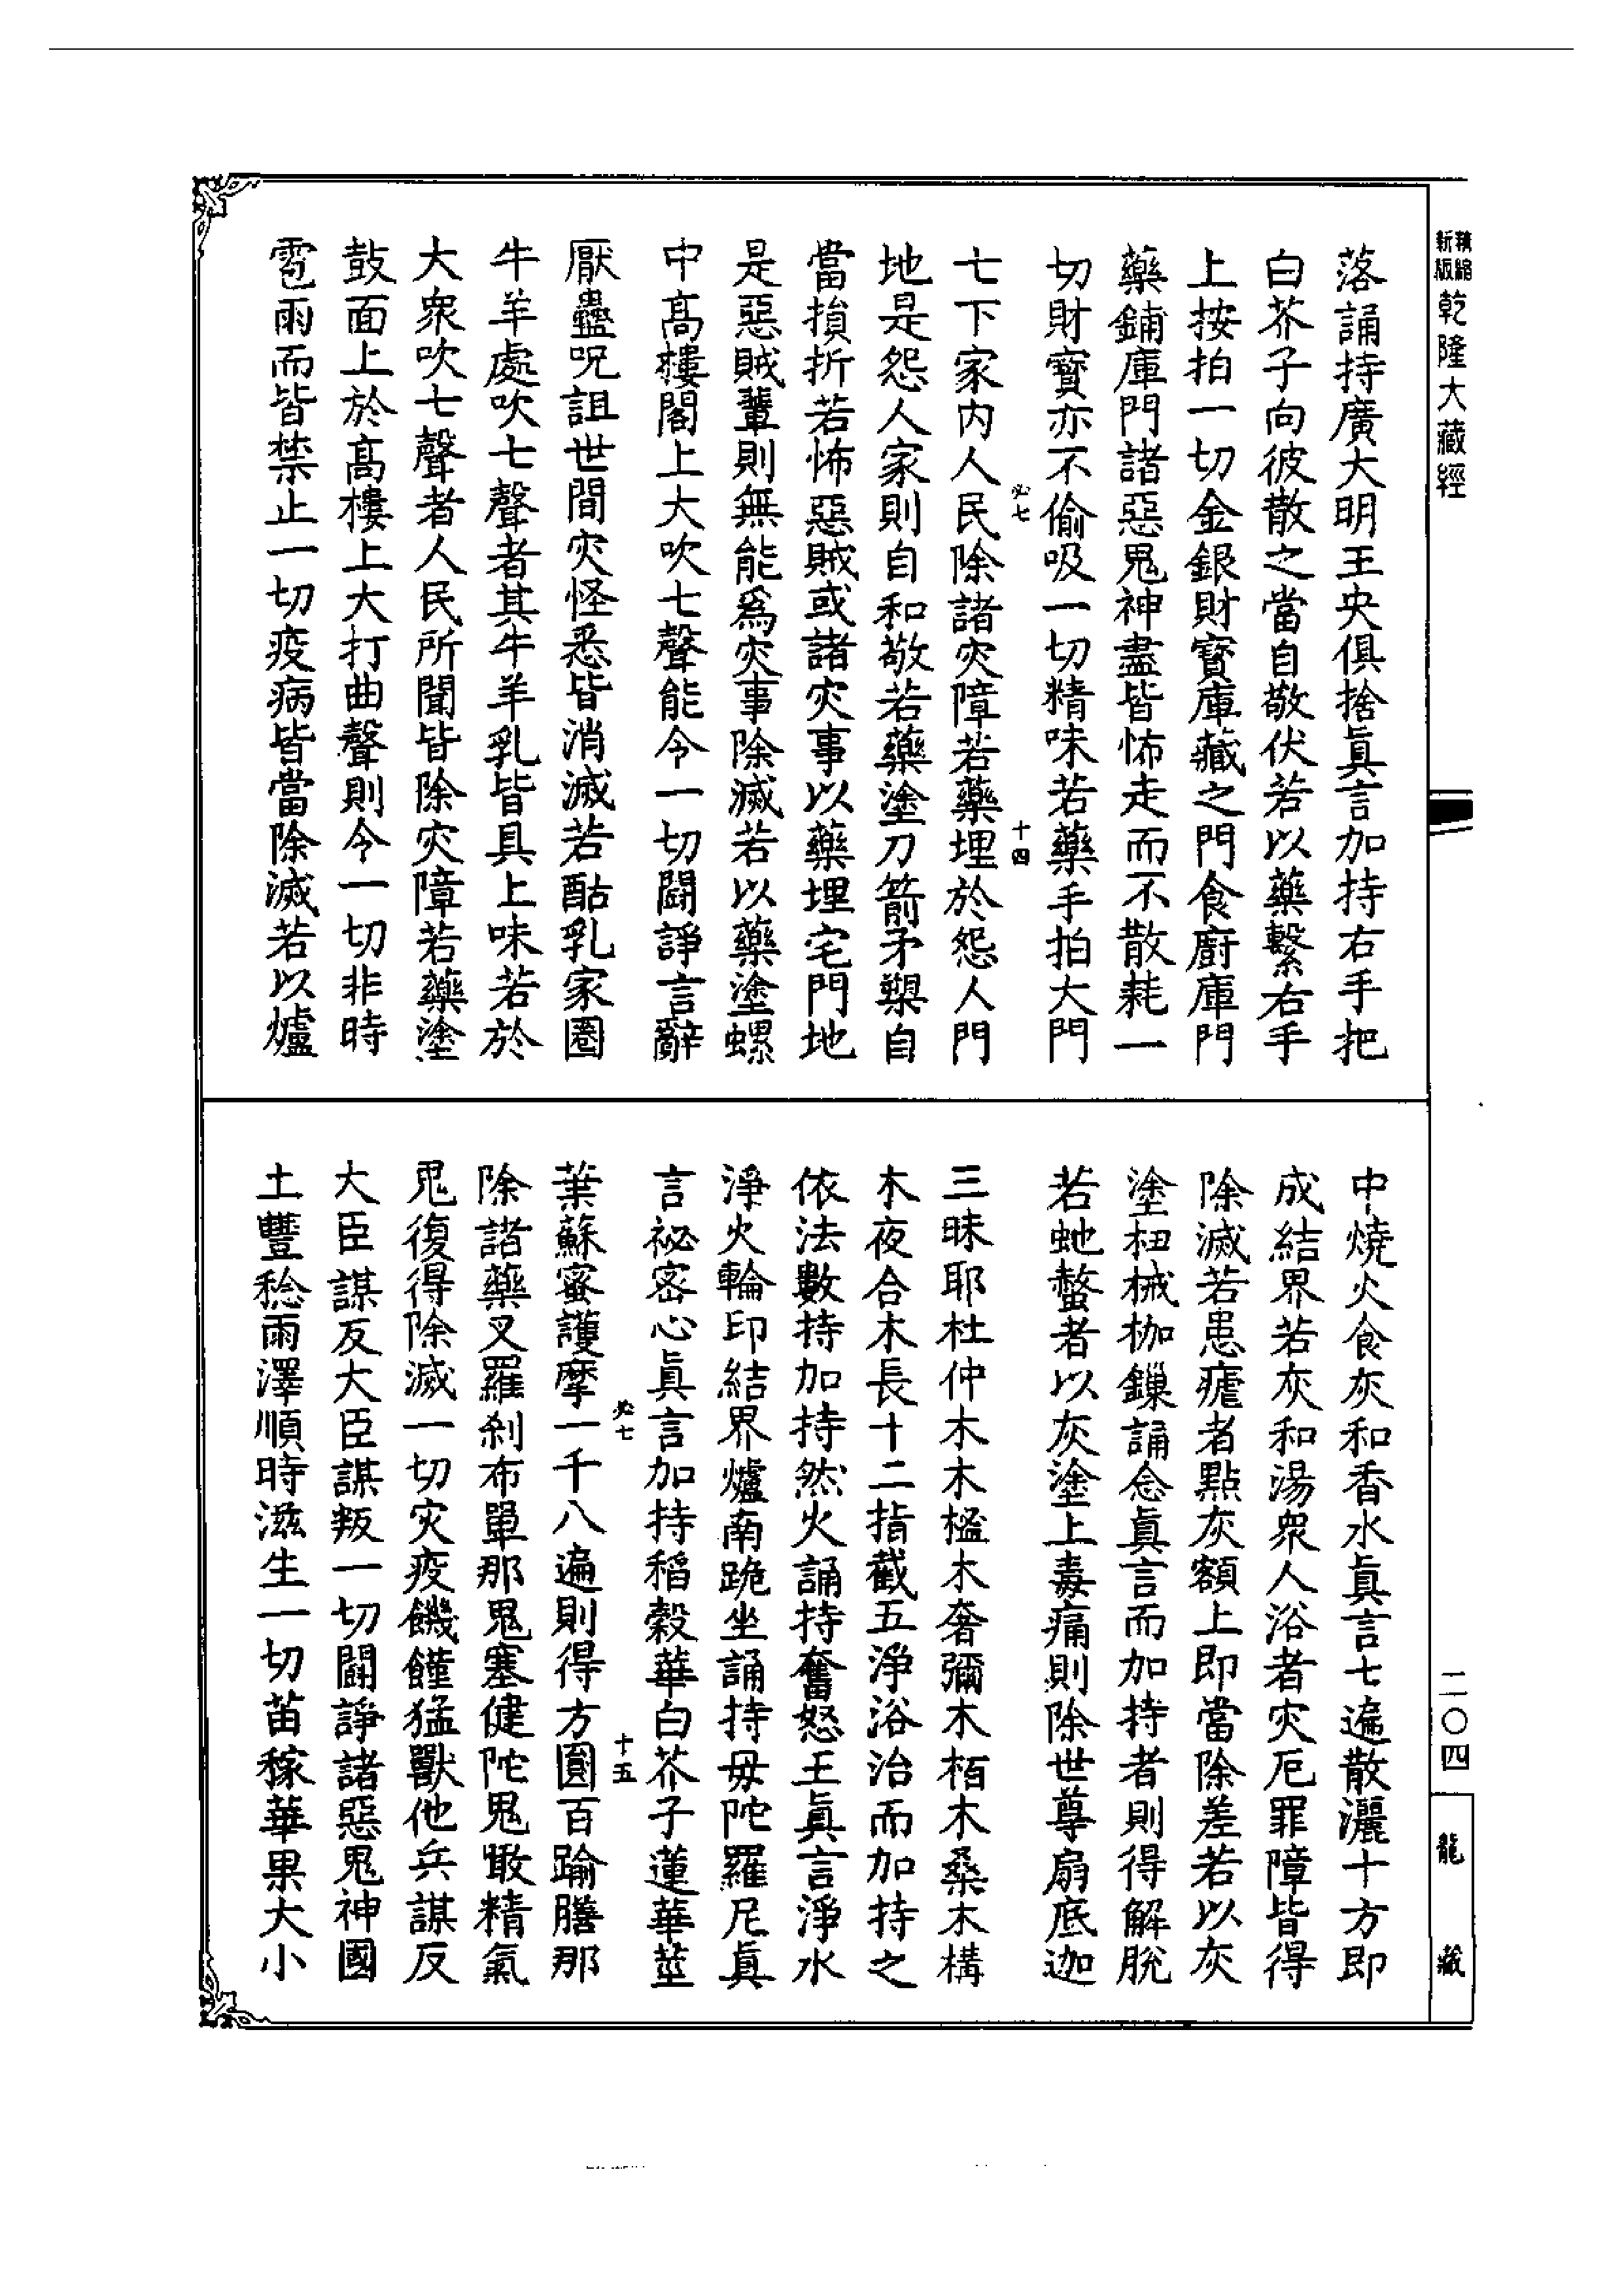 新版 精縮 乾隆大藏經
落誦持廣大明王央俱捨眞言加持右手把
白芥子向彼散之當自敬伏若以藥繫右手
上按拍一切金銀財寳庫藏之門食廚庫門
藥鋪庫門諸惡鬼神盡皆怖走而不散耗一
切財寳亦不偷吸一切精味若藥手拍大門
必七 十四
七下家内人民除諸灾障若藥埋於怨人門
地是怨人家則自和敬若藥塗刀箭矛槊自
當損折若怖惡賊或諸灾事以藥埋宅門地
是惡賊輩則無能爲灾事除滅若以藥塗螺
中高樓閣上大吹七聲能令一切鬪諍言辭
厭蠱呪詛世間灾怪悉皆消滅若酤乳家圈
牛羊處吹七聲者其牛羊乳皆具上味若於
大衆吹七聲者人民所聞皆除灾障若藥塗
鼓面上於高樓上大打曲聲則令一切非時
雹雨而皆禁止一切疫病皆當除滅若以爐
中燒火食灰和香水眞言七遍散灑十方即
成結界若灰和湯衆人浴者灾厄罪障皆得
除滅若患瘧者點灰額上即當除差若以灰
塗杻械枷鏁誦念眞言而加持者則得解脫
若虵螫者以灰塗上毒痛則除世尊扇底迦
三昧耶杜仲木木槵木奢彌木栢木桑木構
木夜合木長十二指截五淨浴治而加持之
依法數持加持然火誦持奮怒王眞言淨水
淨火輪印結界爐南跪坐誦持毋陀羅尼眞
言祕密心眞言加持稻穀華白芥子蓮華莖
必七 十五
葉蘇蜜護摩一千八遍則得方圓百踰膳那
除諸藥叉羅刹布單那鬼塞健陀鬼噉精氣
鬼復得除滅一切灾疫饑饉猛獸他兵謀反
大臣謀反大臣謀叛一切鬪諍諸惡鬼神國
土豐稔雨澤順時滋生一切苗稼華果大小
二〇四
龍藏